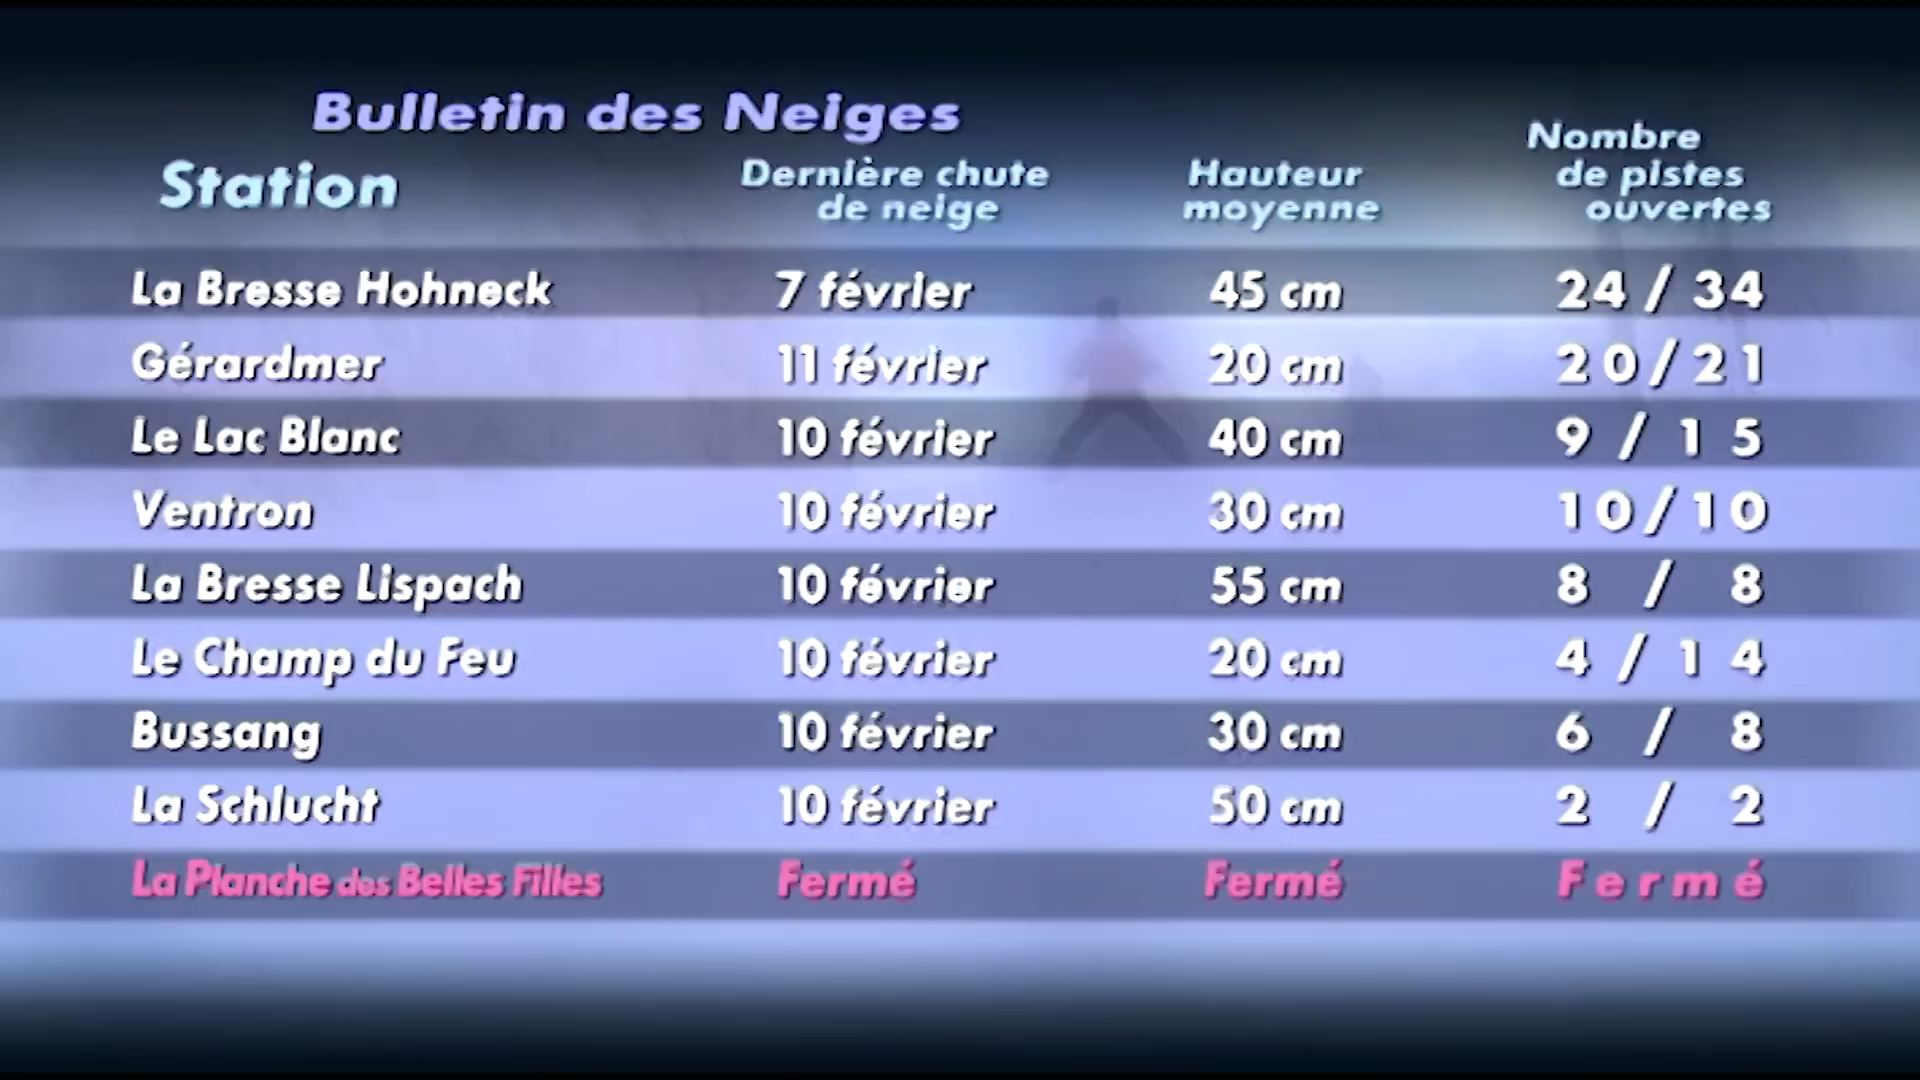 Bulletin des Neiges
Station
Dernière chute
de neige
Hauteur
moyenne
Nombre
de pistes
ouvertes
La Bresse Hohneck 7 février 45 cm 24 / 34
Gérardmer 11 février 20 cm 20/21
Le Lac Blanc 10 février 40 cm 9 / 15
Ventron 10 février 30 cm 10/10
La Bresse Lispach 10 février 55 cm 8 / 8
Le Champ du Feu 10 février 20 cm 4 / 14
Bussang 10 février 30 cm 6 / 8
La Schlucht 10 février 50 cm 2 / 2
La Planche des Belles Filles Fermé Fermé Fermé